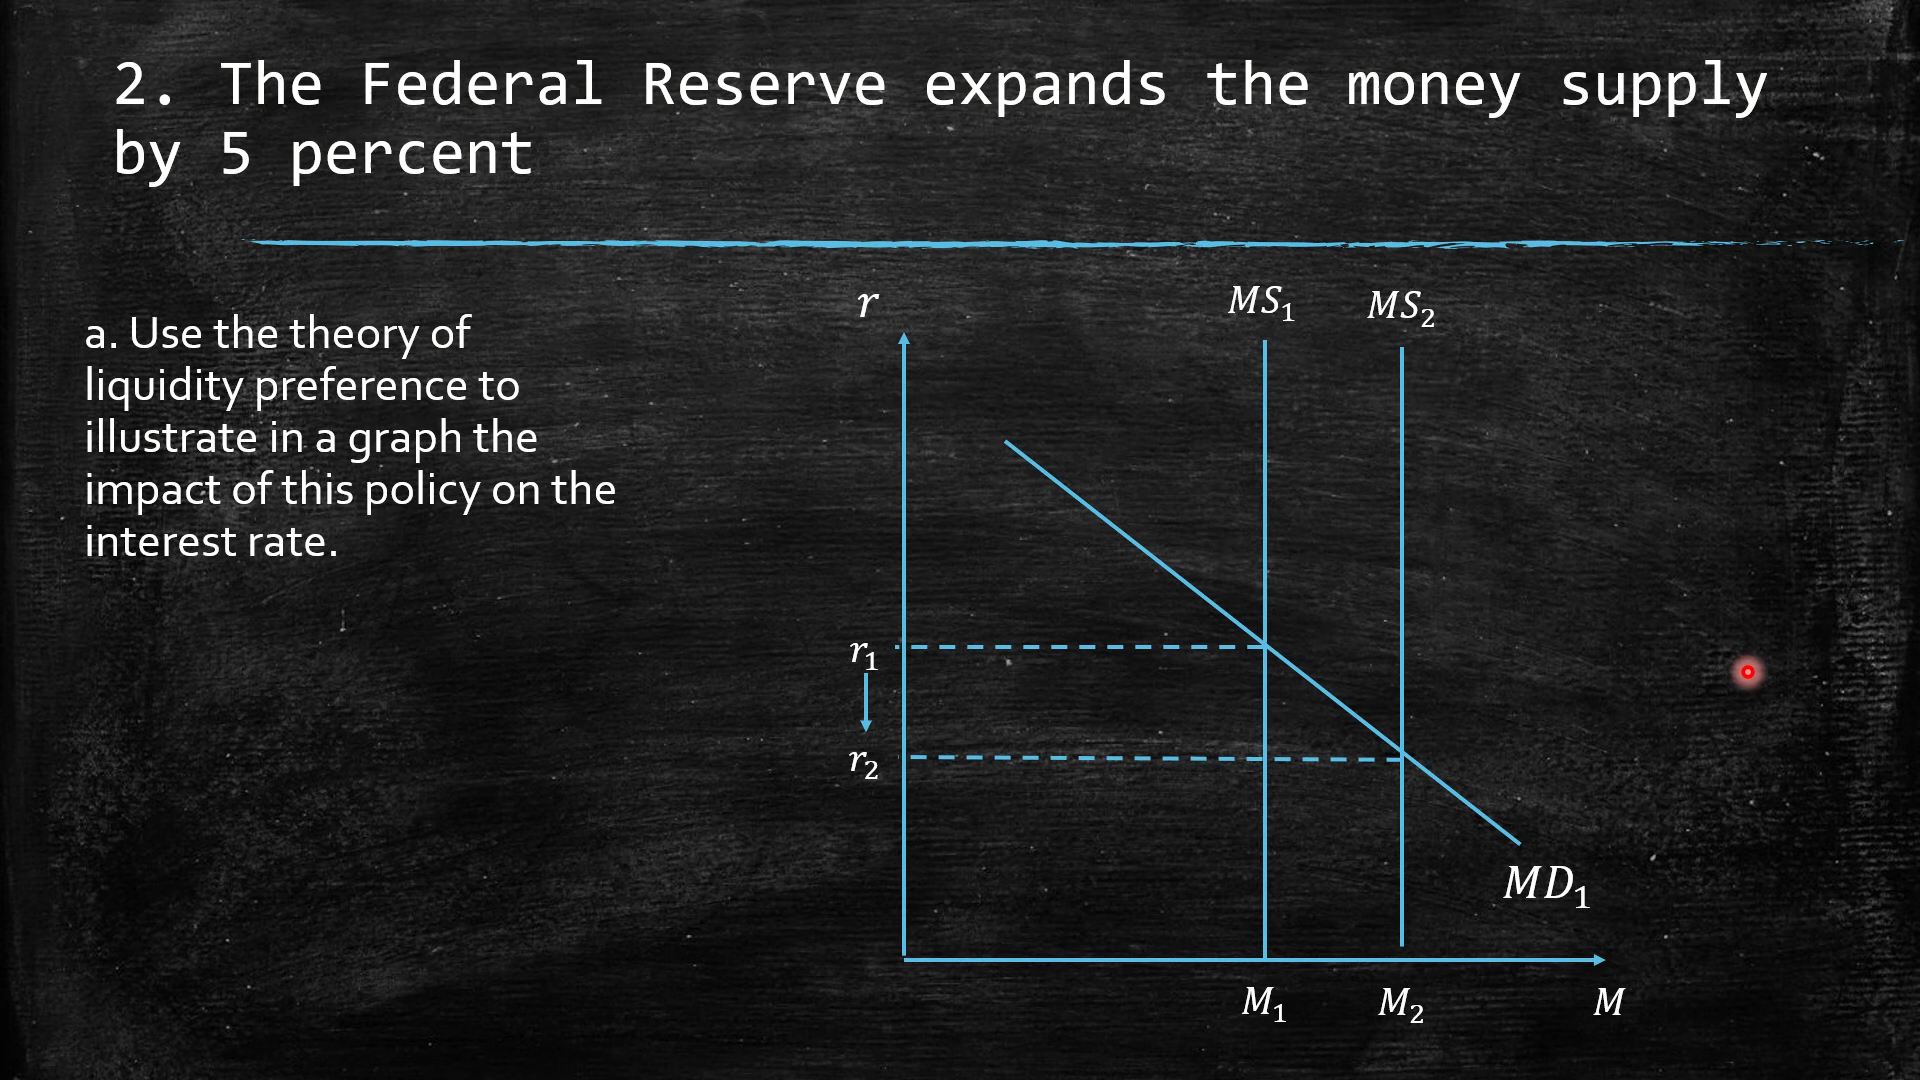 2. The Federal Reserve expands the money supply
by 5 percent
a. Use the theory of
liquidity preference to
illustrate in a graph the
impact of this policy on the
interest rate.
r
MS₁
MS₂
r₁
r₂
MD₁
M₁
M₂
M